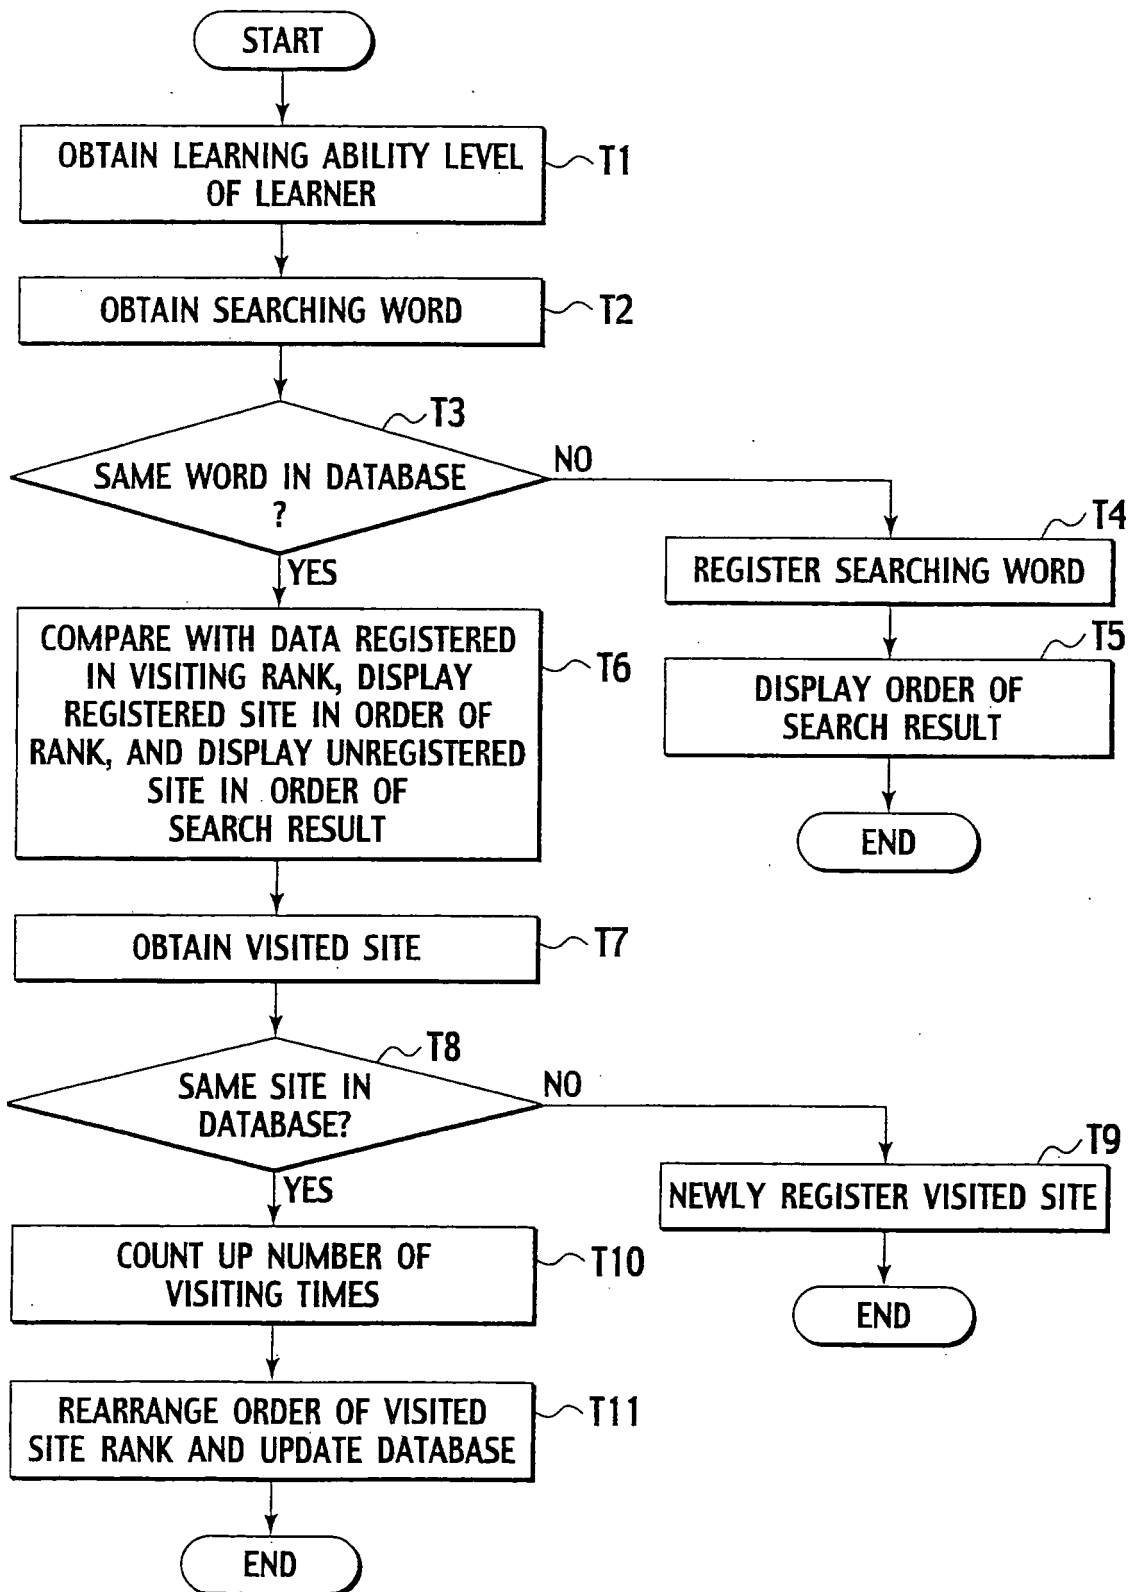 START
OBTAIN LEARNING ABILITY LEVEL
OF LEARNER
T1
OBTAIN SEARCHING WORD
T2
T3
SAME WORD IN DATABASE
?
NO
YES
T4
REGISTER SEARCHING WORD
T5
DISPLAY ORDER OF
SEARCH RESULT
END
COMPARE WITH DATA REGISTERED
IN VISITING RANK, DISPLAY
REGISTERED SITE IN ORDER OF
RANK, AND DISPLAY UNREGISTERED
SITE IN ORDER OF
SEARCH RESULT
T6
OBTAIN VISITED SITE
T7
T8
SAME SITE IN
DATABASE?
NO
YES
T9
NEWLY REGISTER VISITED SITE
END
COUNT UP NUMBER OF
VISITING TIMES
T10
REARRANGE ORDER OF VISITED
SITE RANK AND UPDATE DATABASE
T11
END